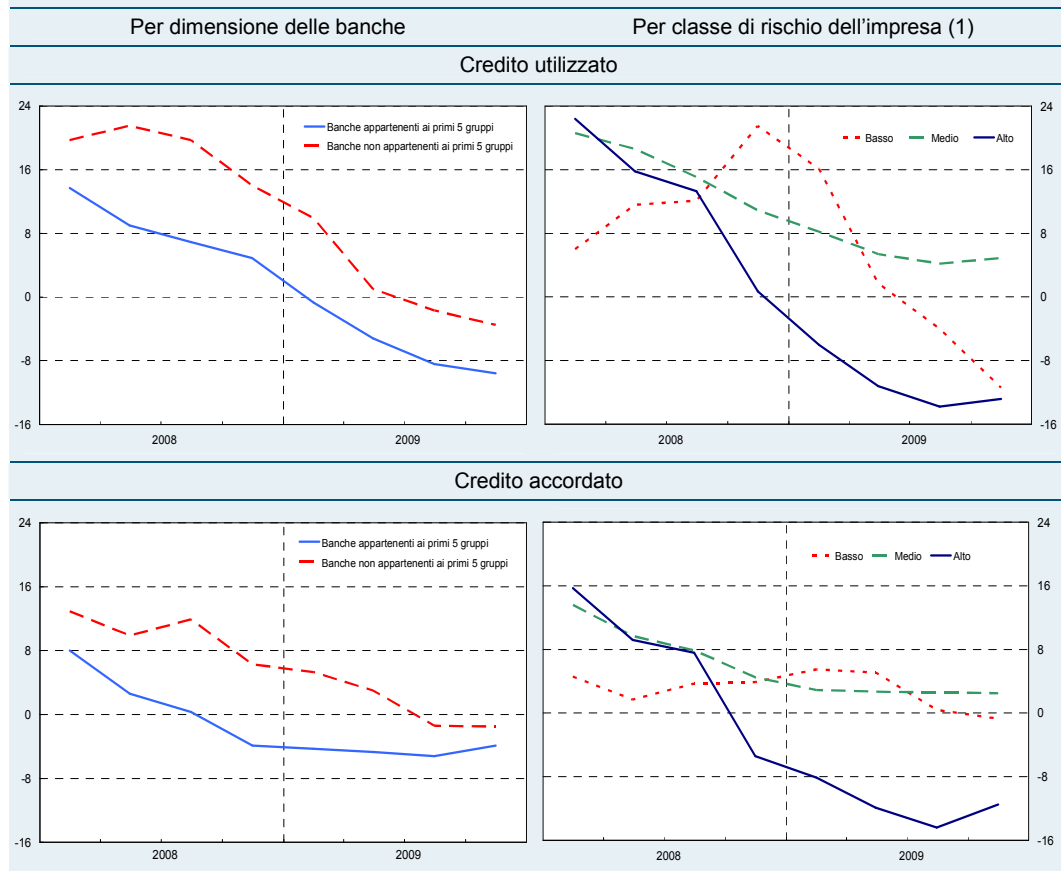 Per dimensione delle banche
Per classe di rischio dell'impresa (1)
Credito utilizzato
24
16
8
0
-8
-16
Banche appartenenti ai primi 5 gruppi
Banche non appartenenti ai primi 5 gruppi
2008
2009
Basso
Medio
Alto
24
16
8
0
-8
-16
2008
2009
Credito accordato
24
16
8
0
-8
-16
Banche appartenenti ai primi 5 gruppi
Banche non appartenenti ai primi 5 gruppi
2008
2009
Basso
Medio
Alto
24
16
8
0
-8
-16
2008
2009